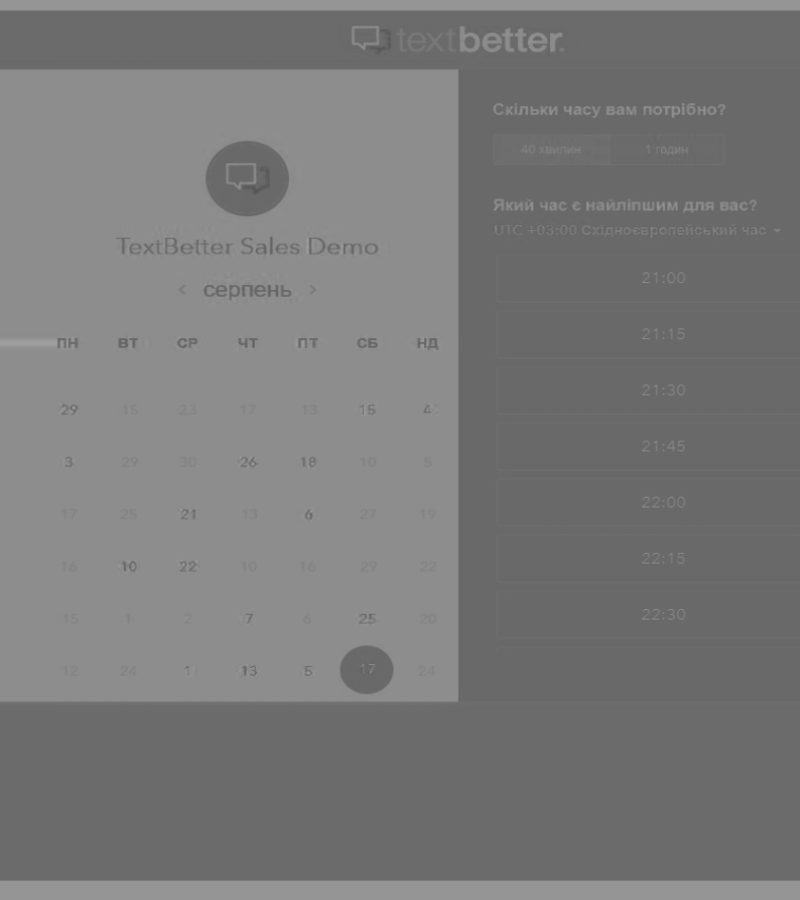 textbetter.
TextBetter Sales Demo
< серпень >
ПН ВТ СР ЧТ ПТ СБ НД
29 15 23 17 13 15 4
3 29 30 26 18 10 5
17 25 21 13 6 27 19
16 10 22 10 16 29 22
15 1 2 7 6 25 20
12 24 1 13 5 17 24
Скільки часу вам потрібно?
40 хвилин 1 годин
Який час є найліпшим для вас?
UTC +03:00 Східноєвропейський час
21:00
21:15
21:30
21:45
22:00
22:15
22:30